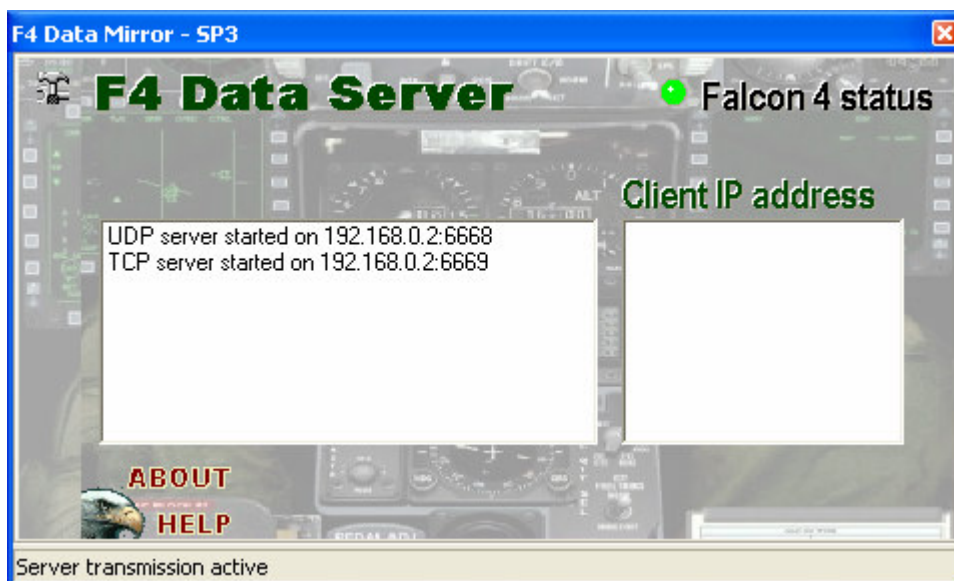 F4 Data Mirror - SP3
F4 Data Server
Falcon 4 status
ALT
Client IP address
UDP server started on 192.168.0.2:6668
TCP server started on 192.168.0.2:6669
ABOUT
HELP
Server transmission active